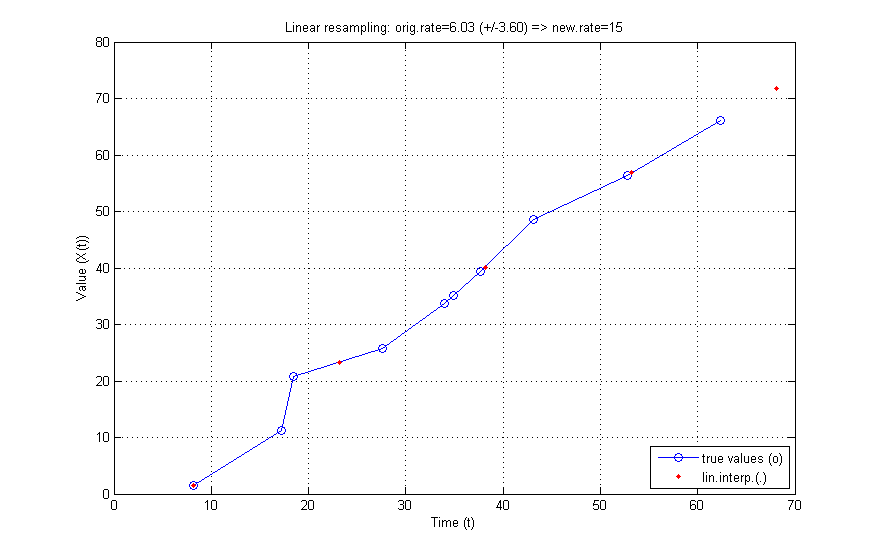 Linear resampling: orig.rate=6.03 (+/-3.60) => new.rate=15
80
70
60
50
40
30
20
10
0
Value (X(t))
0 10 20 30 40 50 60 70
Time (t)
true values (o)
lin.interp.(.)